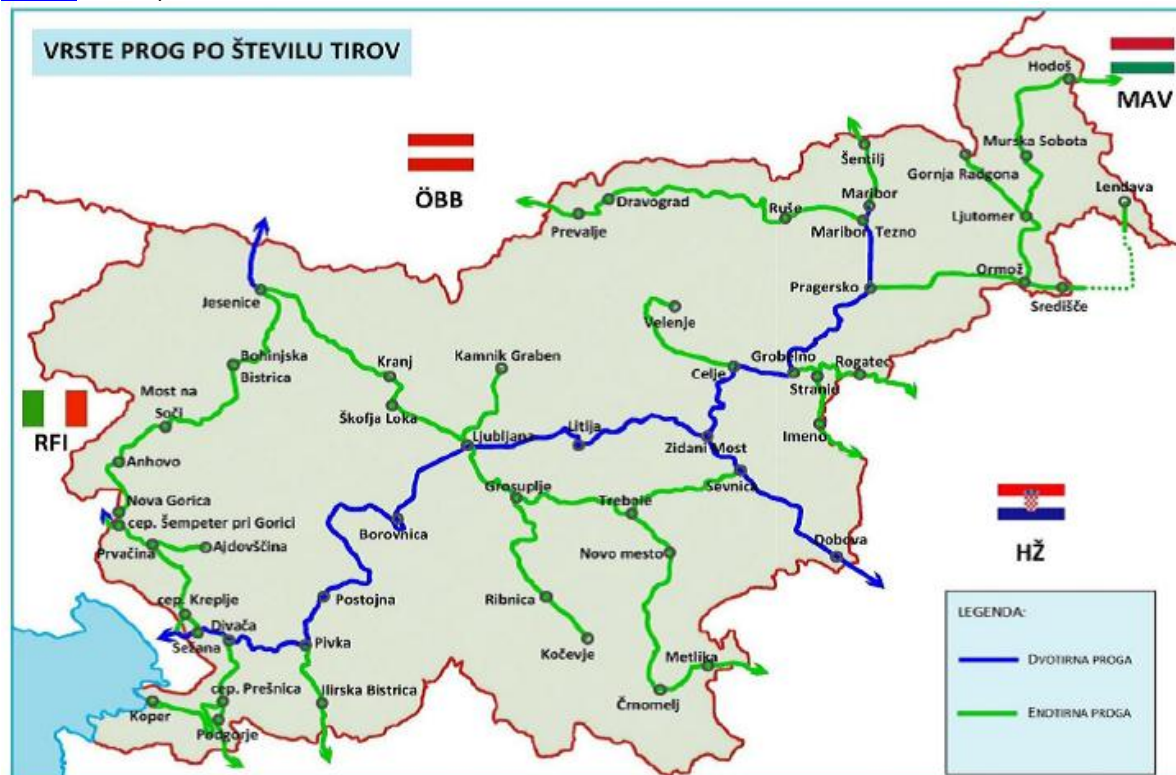 VRSTE PROG PO ŠTEVILU TIROV
Hodoš
MAV
ÖBB
Šentilj
Murska Sobota
Gornja Radgona
Lendava
Maribor
Dravograd
Ruše
Ljutomer
Prevalje
Maribor Tezno
Ormož
Jesenice
Pragersko
Središče
Velenje
Bohinjska
Bistrica
Kranj
Kamnik Graben
Grobelno
Rogatec
Celje
Most na
Soči
Stranje
RFI
Škofja Loka
Ljubljana
Litija
Imeno
Zidani Most
Anhovo
Grosuplje
Trebnje
Sevnica
Nova Gorica
cep. Šempeter pri Gorici
Borovnica
HŽ
Prvačina
Ajdovščina
Novo mesto
Dobova
cep. Kreplje
Postojna
Ribnica
LEGENDA:
Divača
Sežana
Pivka
Kočevje
Metlika
DVOTIRNA PROGA
cep. Prešnica
Ilirska Bistrica
Koper
Črnomelj
ENOTIRNA PROGA
Podgorje